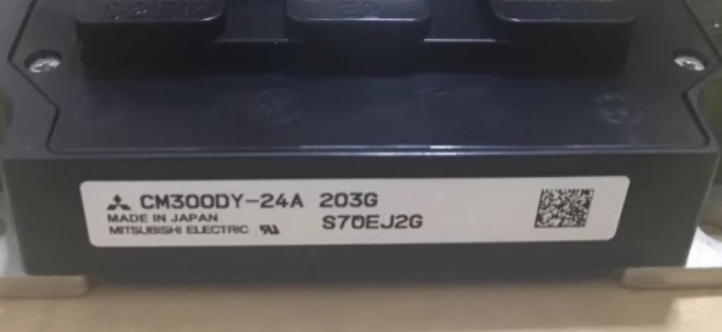 CM300DY-24A 203G
MADE IN JAPAN
MITSUBISHI ELECTRIC
S70EJ2G